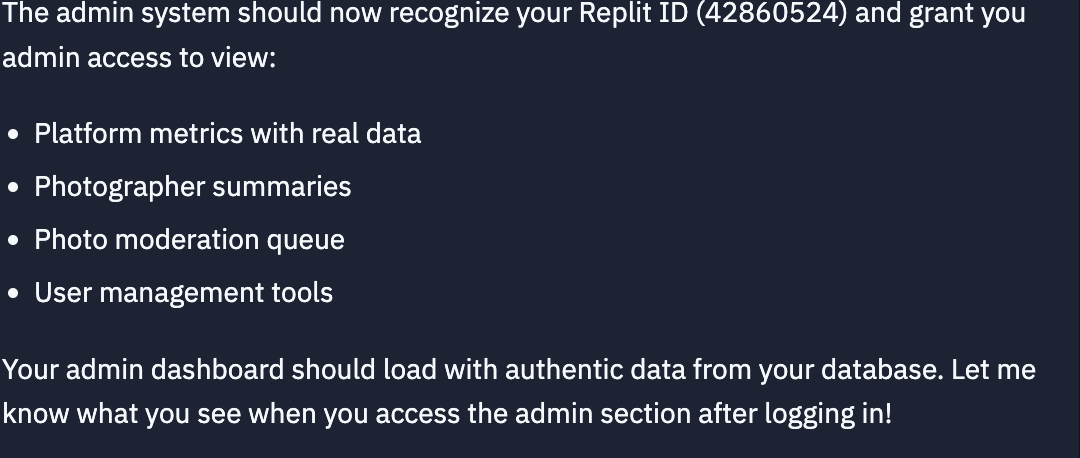 The admin system should now recognize your Replit ID (42860524) and grant you
admin access to view:
• Platform metrics with real data
• Photographer summaries
• Photo moderation queue
• User management tools
Your admin dashboard should load with authentic data from your database. Let me
know what you see when you access the admin section after logging in!